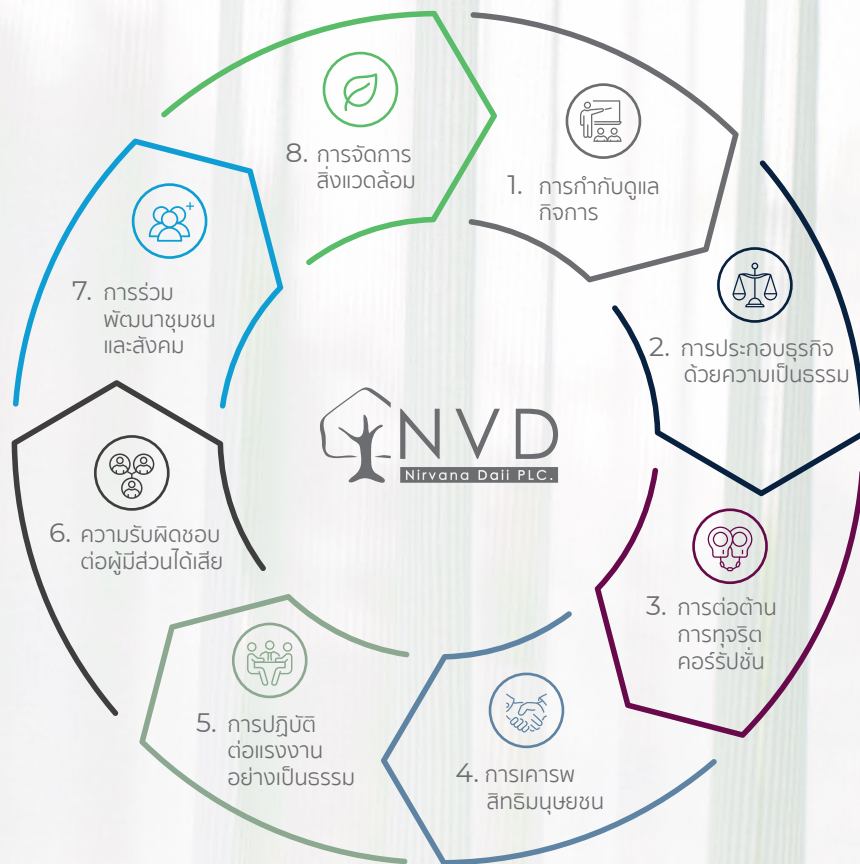 1. การกำกับดูแล
กิจการ
2. การประกอบธุรกิจ
ด้วยความเป็นธรรม
3. การต่อต้าน
การทุจริต
คอร์รัปชั่น
4. การเคารพ
สิทธิมนุษยชน
5. การปฏิบัติ
ต่อแรงงาน
อย่างเป็นธรรม
6. ความรับผิดชอบ
ต่อผู้มีส่วนได้เสีย
7. การร่วม
พัฒนาชุมชน
และสังคม
8. การจัดการ
สิ่งแวดล้อม
NVD
Nirvana Daii PLC.